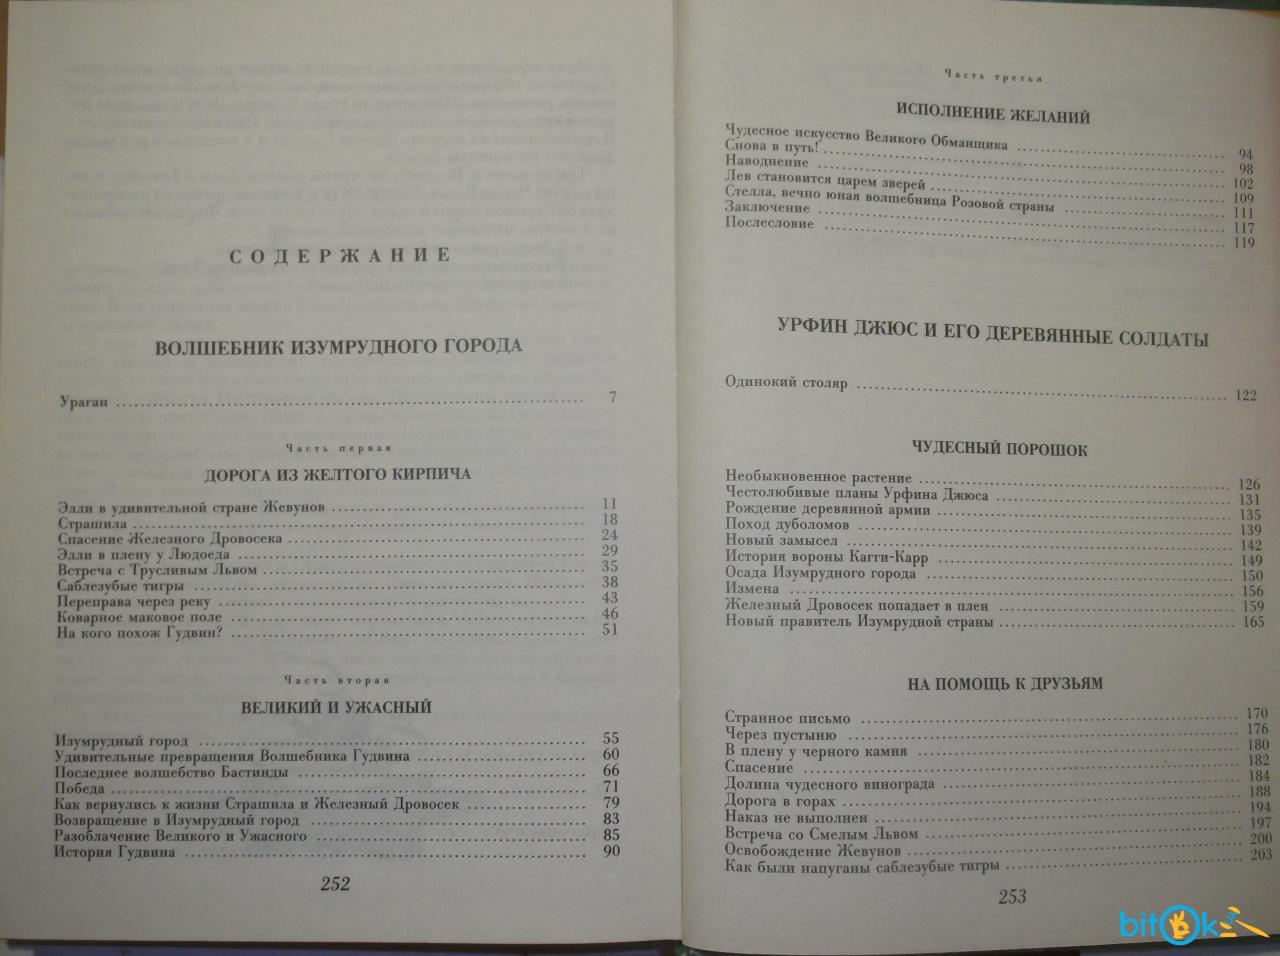 СОДЕРЖАНИЕ
ВОЛШЕБНИК ИЗУМРУДНОГО ГОРОДА
Ураган 7
Часть первая
ДОРОГА ИЗ ЖЕЛТОГО КИРПИЧА
Элли в удивительной стране Жевунов 11
Страшила 18
Спасение Железного Дровосека 24
Элли в плену у Людоеда 29
Встреча с Трусливым Львом 35
Саблезубые тигры 38
Переправа через реку 43
Коварное маковое поле 46
На кого похож Гудвин? 51
Часть вторая
ВЕЛИКИЙ И УЖАСНЫЙ
Изумрудный город 55
Удивительные превращения Волшебника Гудвина 60
Последнее волшебство Бастинды 66
Победа 71
Как вернулись к жизни Страшила и Железный Дровосек 79
Возвращение в Изумрудный город 83
Разоблачение Великого и Ужасного 85
История Гудвина 90
252
Часть третья
ИСПОЛНЕНИЕ ЖЕЛАНИЙ
Чудесное искусство Великого Обманщика 94
Снова в путь! 98
Наводнение 102
Лев становится царем зверей 109
Стелла, вечно юная волшебница Розовой страны 111
Заключение 117
Послесловие 119
УРФИН ДЖЮС И ЕГО ДЕРЕВЯННЫЕ СОЛДАТЫ
Одинокий столяр 122
ЧУДЕСНЫЙ ПОРОШОК
Необыкновенное растение 126
Честолюбивые планы Урфина Джюса 131
Рождение деревянной армии 135
Поход дуболомов 139
Новый замысел 142
История вороны Кагги-Карр 149
Осада Изумрудного города 150
Измена 156
Железный Дровосек попадает в плен 159
Новый правитель Изумрудной страны 165
НА ПОМОЩЬ К ДРУЗЬЯМ
Странное письмо 170
Через пустыню 176
В плену у черного камня 180
Спасение 182
Долина чудесного винограда 184
Дорога в горах 188
Наказ не выполнен 194
Встреча со Смелым Львом 197
Освобождение Жевунов 200
Как были напуганы саблезубые тигры 203
253
bitok